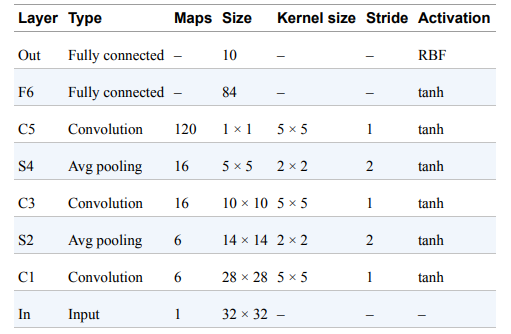 Layer Type Maps Size Kernel size Stride Activation
Out Fully connected – 10 – – RBF
F6 Fully connected – 84 – – tanh
C5 Convolution 120 1 × 1 5 × 5 1 tanh
S4 Avg pooling 16 5 × 5 2 × 2 2 tanh
C3 Convolution 16 10 × 10 5 × 5 1 tanh
S2 Avg pooling 6 14 × 14 2 × 2 2 tanh
C1 Convolution 6 28 × 28 5 × 5 1 tanh
In Input 1 32 × 32 – – –